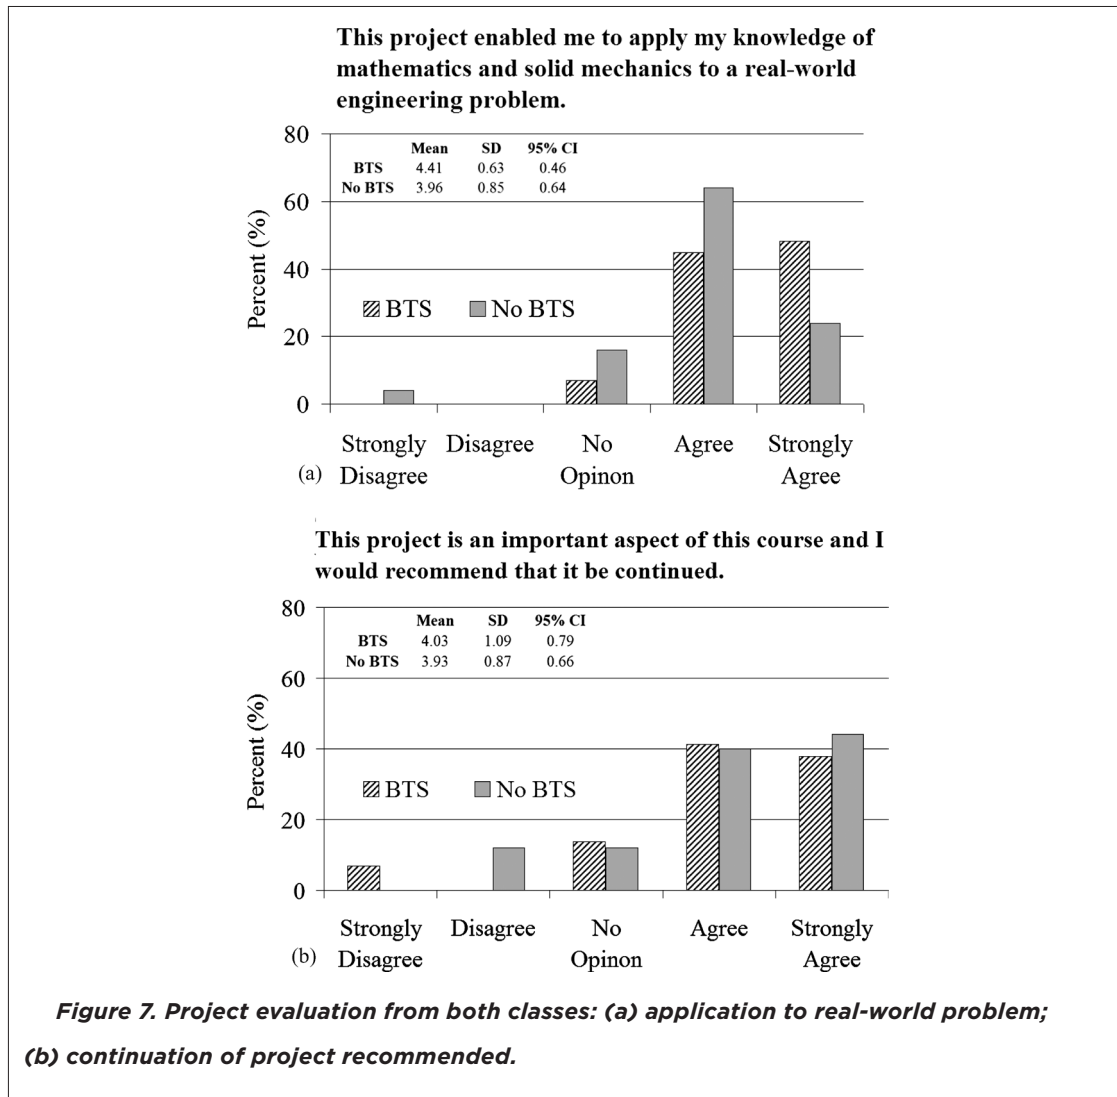 This project enabled me to apply my knowledge of
mathematics and solid mechanics to a real-world
engineering problem.
80
Mean SD 95% CI
BTS 4.41 0.63 0.46
No BTS 3.96 0.85 0.64
60
Percent (%)
40
BTS No BTS
20
0
Strongly Disagree No Agree Strongly
Disagree Opinon Agree
(a)
This project is an important aspect of this course and I
would recommend that it be continued.
80
Mean SD 95% CI
BTS 4.03 1.09 0.79
No BTS 3.93 0.87 0.66
60
Percent (%)
40
BTS No BTS
20
0
Strongly Disagree No Agree Strongly
Disagree Opinon Agree
(b)
Figure 7. Project evaluation from both classes: (a) application to real-world problem;
(b) continuation of project recommended.